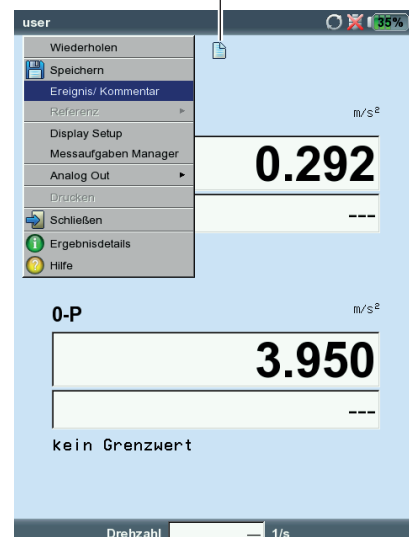 user 35%
Wiederholen
Speichern
Ereignis/ Kommentar
Referenz
Display Setup
Messaufgaben Manager
Analog Out
Drucken
Schließen
Ergebnisdetails
Hilfe
m/s²
0.292
---
0-P m/s²
3.950
---
kein Grenzwert
Drehzahl — 1/s